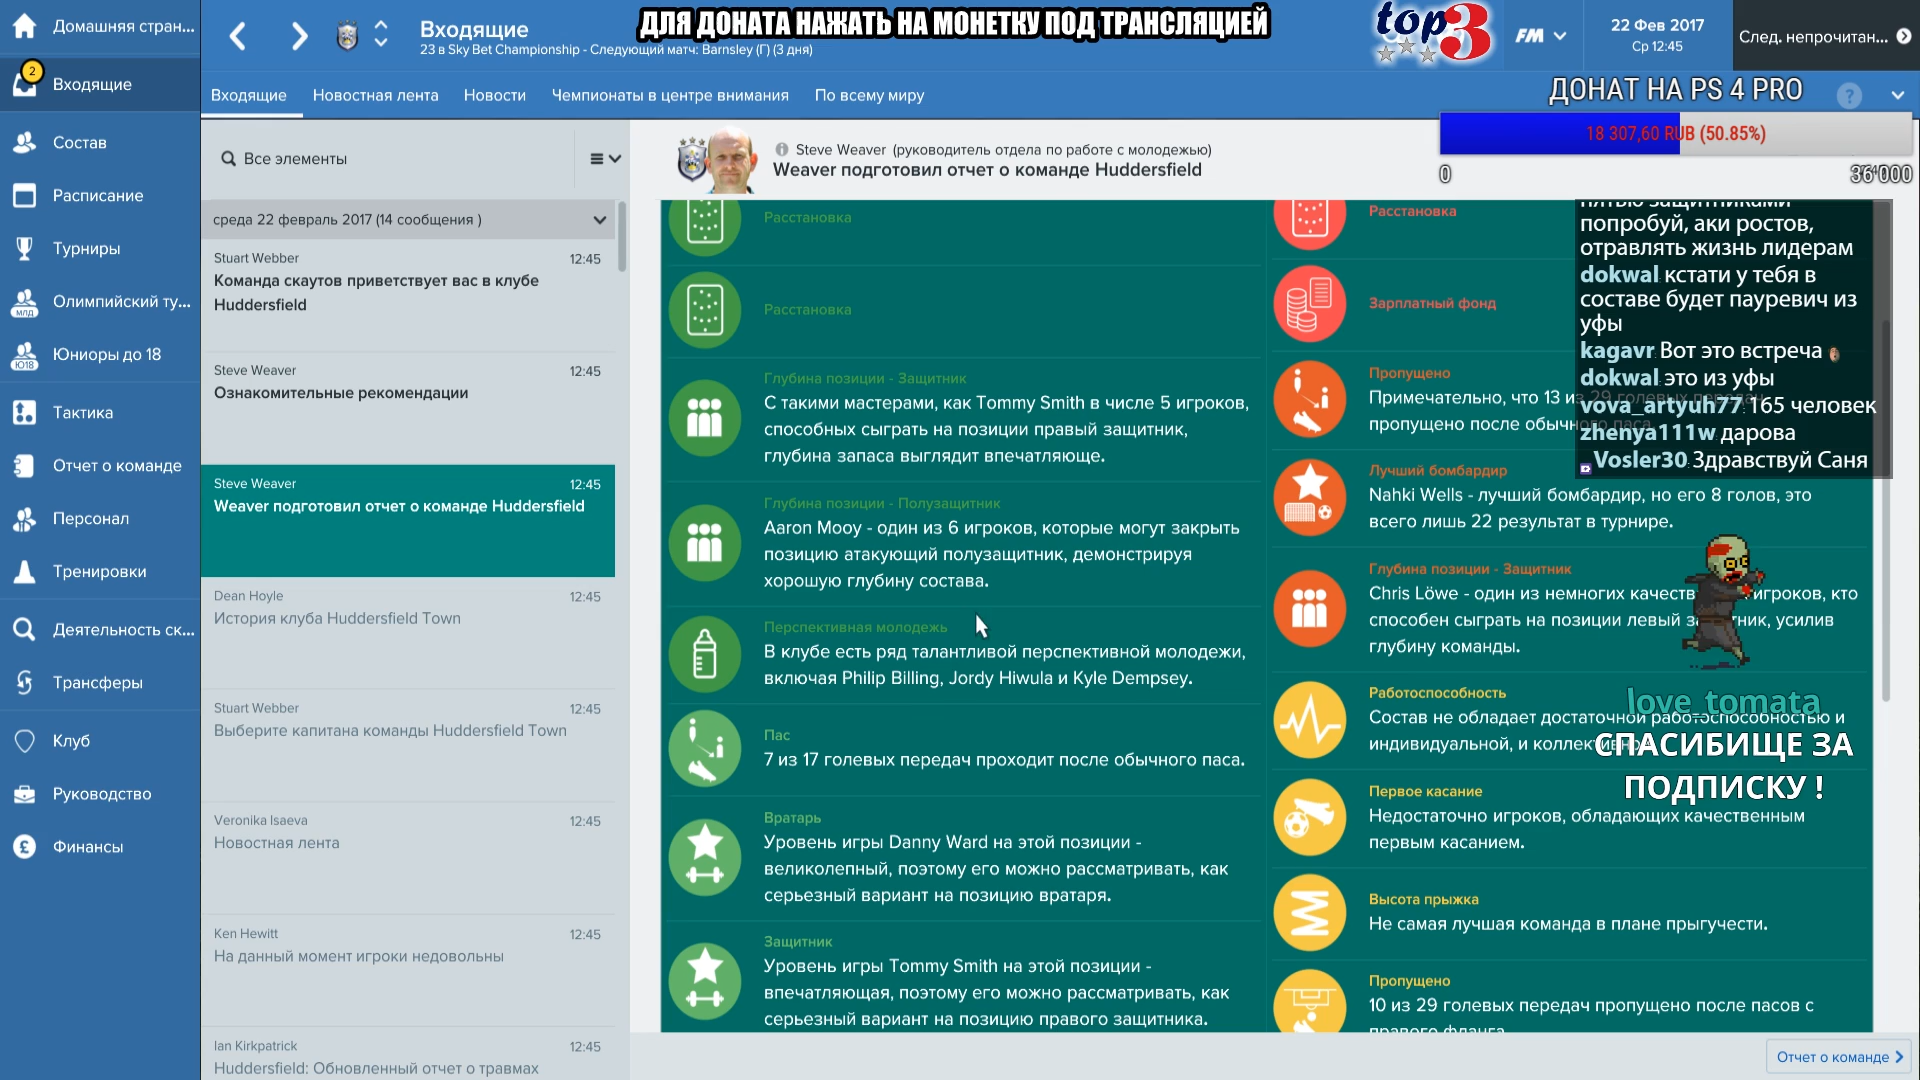 Домашняя стран...
Входящие
2
Состав
Расписание
Турниры
Олимпийский ту...
МЛД
Юниоры до 18
Ю18
Тактика
Отчет о команде
Персонал
Тренировки
Деятельность ск...
Трансферы
Клуб
Руководство
Финансы
Входящие
23 в Sky Bet Championship - Следующий матч: Barnsley (Г) (3 дня)
ДЛЯ ДОНАТА НАЖАТЬ НА МОНЕТКУ ПОД ТРАНСЛЯЦИЕЙ
top3
FM
22 Фев 2017
Ср 12:45
След. непрочитан...
Входящие
Новостная лента
Новости
Чемпионаты в центре внимания
По всему миру
ДОНАТ НА PS 4 PRO
18 307,60 RUB (50.85%)
0
36 000
Все элементы
среда 22 февраль 2017 (14 сообщения )
Stuart Webber 12:45
Команда скаутов приветствует вас в клубе
Huddersfield
Steve Weaver 12:45
Ознакомительные рекомендации
Steve Weaver 12:45
Weaver подготовил отчет о команде Huddersfield
Dean Hoyle 12:45
История клуба Huddersfield Town
Stuart Webber 12:45
Выберите капитана команды Huddersfield Town
Veronika Isaeva 12:45
Новостная лента
Ken Hewitt 12:45
На данный момент игроки недовольны
Ian Kirkpatrick 12:45
Huddersfield: Обновленный отчет о травмах
Steve Weaver (руководитель отдела по работе с молодежью)
Weaver подготовил отчет о команде Huddersfield
Расстановка
Расстановка
Глубина позиции - Защитник
С такими мастерами, как Tommy Smith в числе 5 игроков,
способных сыграть на позиции правый защитник,
глубина запаса выглядит впечатляюще.
Глубина позиции - Полузащитник
Aaron Mooy - один из 6 игроков, которые могут закрыть
позицию атакующий полузащитник, демонстрируя
хорошую глубину состава.
Перспективная молодежь
В клубе есть ряд талантливой перспективной молодежи,
включая Philip Billing, Jordy Hiwula и Kyle Dempsey.
Пас
7 из 17 голевых передач проходит после обычного паса.
Вратарь
Уровень игры Danny Ward на этой позиции -
великолепный, поэтому его можно рассматривать, как
серьезный вариант на позицию вратаря.
Защитник
Уровень игры Tommy Smith на этой позиции -
впечатляющая, поэтому его можно рассматривать, как
серьезный вариант на позицию правого защитника.
Расстановка
Зарплатный фонд
Пропущено
Примечательно, что 13 из 29 голевых передач
пропущено после обычного паса.
Лучший бомбардир
Nahki Wells - лучший бомбардир, но его 8 голов, это
всего лишь 22 результат в турнире.
Глубина позиции - Защитник
Chris Löwe - один из немногих качеств игроков, кто
способен сыграть на позиции левый за тник, усилив
глубину команды.
Работоспособность
Состав не обладает достаточной работоспособностью и
индивидуальной, и коллективно
Первое касание
Недостаточно игроков, обладающих качественным
первым касанием.
Высота прыжка
Не самая лучшая команда в плане прыгучести.
Пропущено
10 из 29 голевых передач пропущено после пасов с
правого фланга.
пятью защитниками
попробуй, аки ростов,
отравлять жизнь лидерам
dokwal: кстати у тебя в
составе будет пауревич из
уфы
kagavr: Вот это встреча
dokwal: это из уфы
vova_artyuh77: 165 человек
zhenya111w: дарова
_Vosler30: Здравствуй Саня
love_tomata
СПАСИБИЩЕ ЗА
ПОДПИСКУ !
Отчет о команде